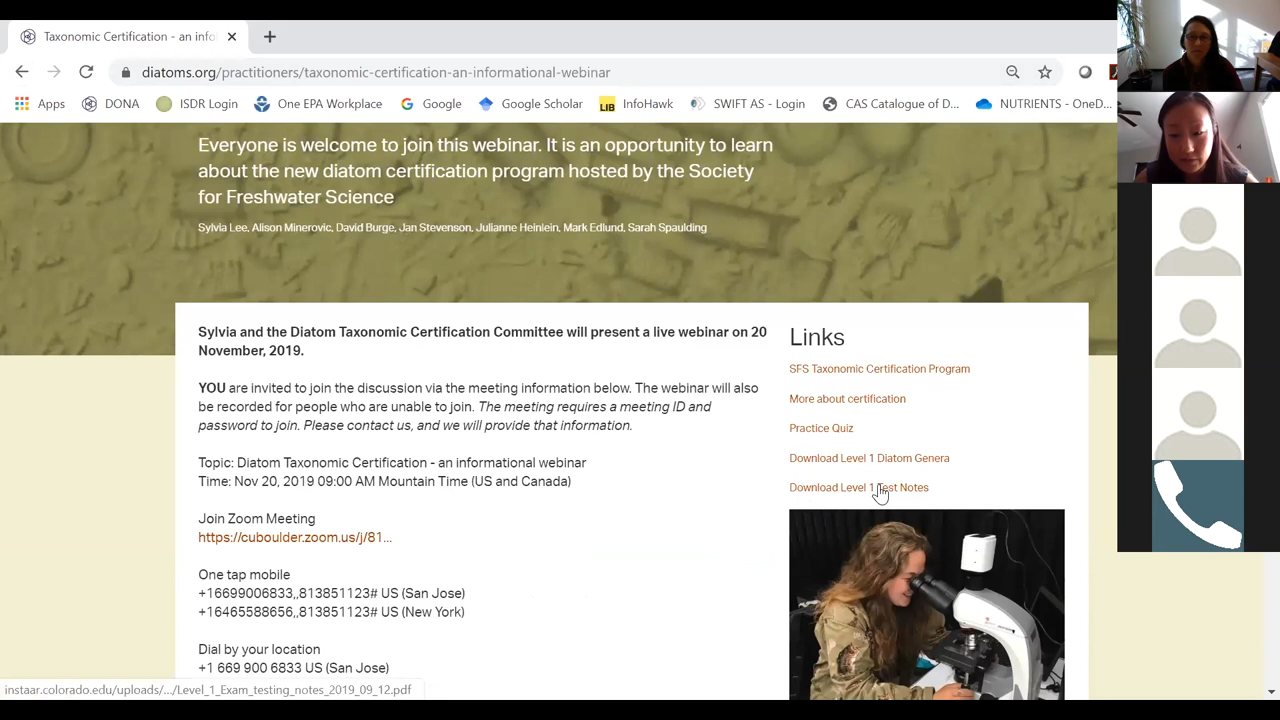 Taxonomic Certification - an info
diatoms.org/practitioners/taxonomic-certification-an-informational-webinar
Apps DONA ISDR Login One EPA Workplace Google Google Scholar LIB InfoHawk SWIFT AS - Login CAS Catalogue of D... NUTRIENTS - OneD...
Everyone is welcome to join this webinar. It is an opportunity to learn
about the new diatom certification program hosted by the Society
for Freshwater Science
Sylvia Lee, Alison Minerovic, David Burge, Jan Stevenson, Julianne Heinlein, Mark Edlund, Sarah Spaulding
Sylvia and the Diatom Taxonomic Certification Committee will present a live webinar on 20
November, 2019.
YOU are invited to join the discussion via the meeting information below. The webinar will also
be recorded for people who are unable to join. The meeting requires a meeting ID and
password to join. Please contact us, and we will provide that information.
Topic: Diatom Taxonomic Certification - an informational webinar
Time: Nov 20, 2019 09:00 AM Mountain Time (US and Canada)
Join Zoom Meeting
https://cuboulder.zoom.us/j/81...
One tap mobile
+16699006833,,813851123# US (San Jose)
+16465588656,,813851123# US (New York)
Dial by your location
+1 669 900 6833 US (San Jose)
Links
SFS Taxonomic Certification Program
More about certification
Practice Quiz
Download Level 1 Diatom Genera
Download Level 1 Test Notes
instaar.colorado.edu/uploads/.../Level_1_Exam_testing_notes_2019_09_12.pdf